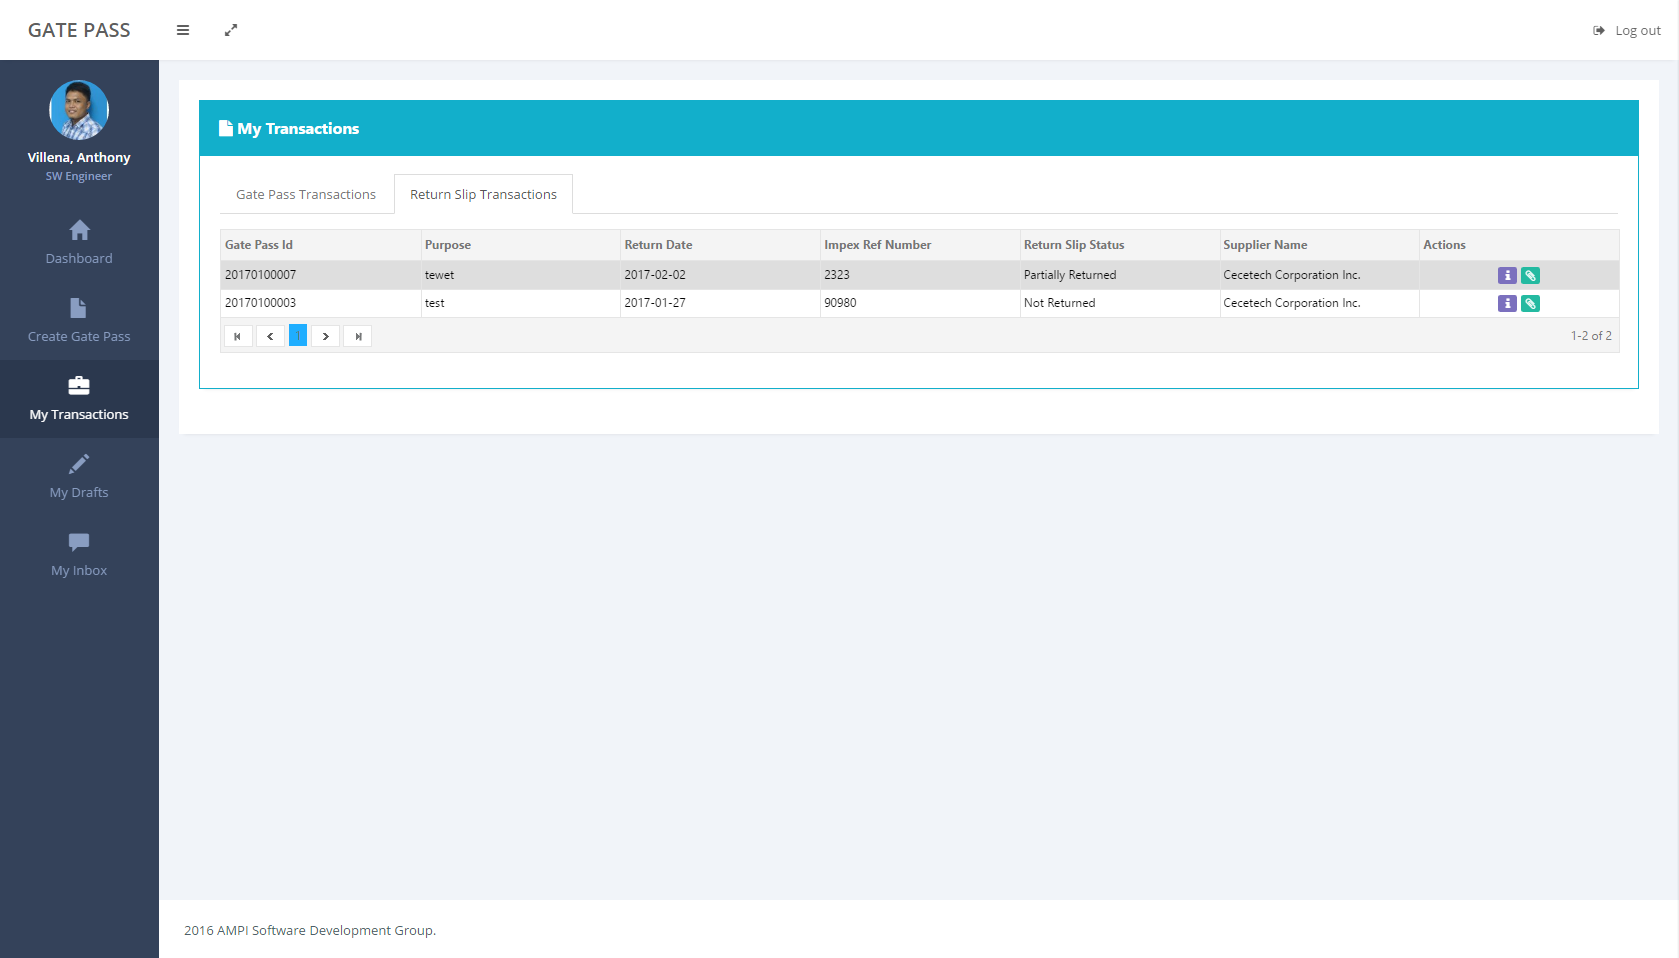 GATE PASS
Log out
Villena, Anthony
SW Engineer
Dashboard
Create Gate Pass
My Transactions
My Drafts
My Inbox
My Transactions
Gate Pass Transactions Return Slip Transactions
Gate Pass Id Purpose Return Date Impex Ref Number Return Slip Status Supplier Name Actions
20170100007 tewet 2017-02-02 2323 Partially Returned Cecetech Corporation Inc.
20170100003 test 2017-01-27 90980 Not Returned Cecetech Corporation Inc.
1 1-2 of 2
2016 AMPI Software Development Group.